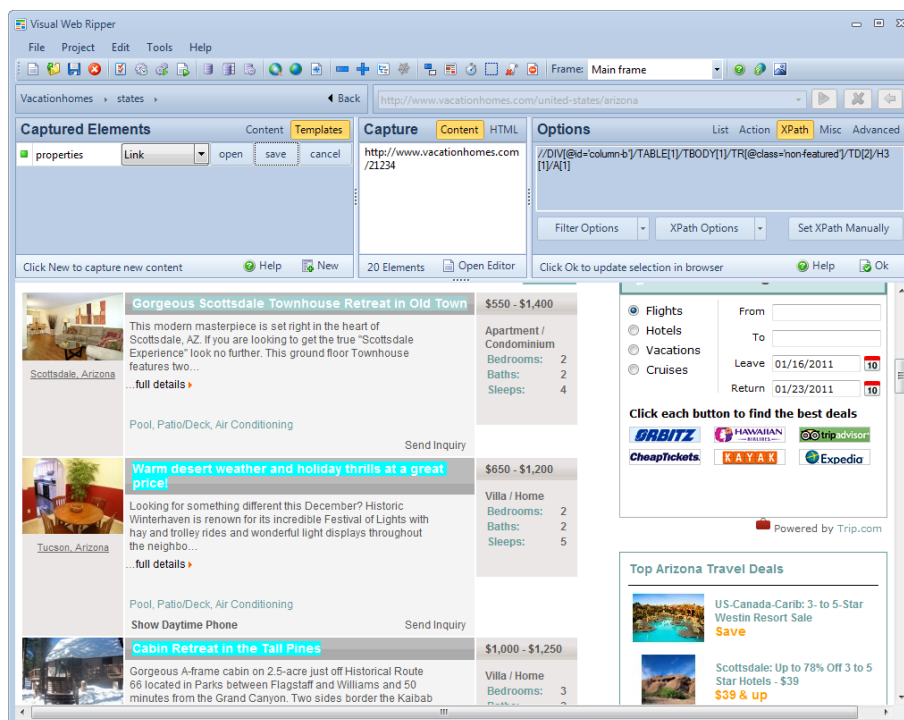 Visual Web Ripper
File Project Edit Tools Help
Frame: Main frame
Vacationhomes states Back http://www.vacationhomes.com/united-states/arizona
Captured Elements Content Templates
properties Link open save cancel
Click New to capture new content Help New
Capture Content HTML
http://www.vacationhomes.com
/21234
20 Elements Open Editor
Options List Action XPath Misc Advanced
//DIV[@id='column-b']/TABLE[1]/TBODY[1]/TR[@class='non-featured']/TD[2]/H3
[1]/A[1]
Filter Options XPath Options Set XPath Manually
Click Ok to update selection in browser Help Ok
Gorgeous Scottsdale Townhouse Retreat in Old Town
This modern masterpiece is set right in the heart of
Scottsdale, AZ. If you are looking to get the true "Scottsdale
Experience" look no further. This ground floor Townhouse
features two...
...full details
Scottsdale, Arizona
Pool, Patio/Deck, Air Conditioning
Send Inquiry
$550 - $1,400
Apartment /
Condominium
Bedrooms: 2
Baths: 2
Sleeps: 4
Warm desert weather and holiday thrills at a great
price!
Looking for something different this December? Historic
Winterhaven is renown for its incredible Festival of Lights with
hay and trolley rides and wonderful light displays throughout
the neighbo...
...full details
Tucson, Arizona
Pool, Patio/Deck, Air Conditioning
Show Daytime Phone Send Inquiry
$650 - $1,200
Villa / Home
Bedrooms: 2
Baths: 2
Sleeps: 5
Cabin Retreat in the Tall Pines
Gorgeous A-frame cabin on 2.5-acre just off Historical Route
66 located in Parks between Flagstaff and Williams and 50
minutes from the Grand Canyon. Two sides border the Kaibab
$1,000 - $1,250
Villa / Home
Bedrooms: 3
Flights
Hotels
Vacations
Cruises
From
To
Leave 01/16/2011 10
Return 01/23/2011 10
Click each button to find the best deals
ORBITZ HAWAIIAN AIRLINES tripadvisor
CheapTickets. KAYAK Expedia
Powered by Trip.com
Top Arizona Travel Deals
US-Canada-Carib: 3- to 5-Star
Westin Resort Sale
Save
Scottsdale: Up to 78% Off 3 to 5
Star Hotels - $39
$39 & up